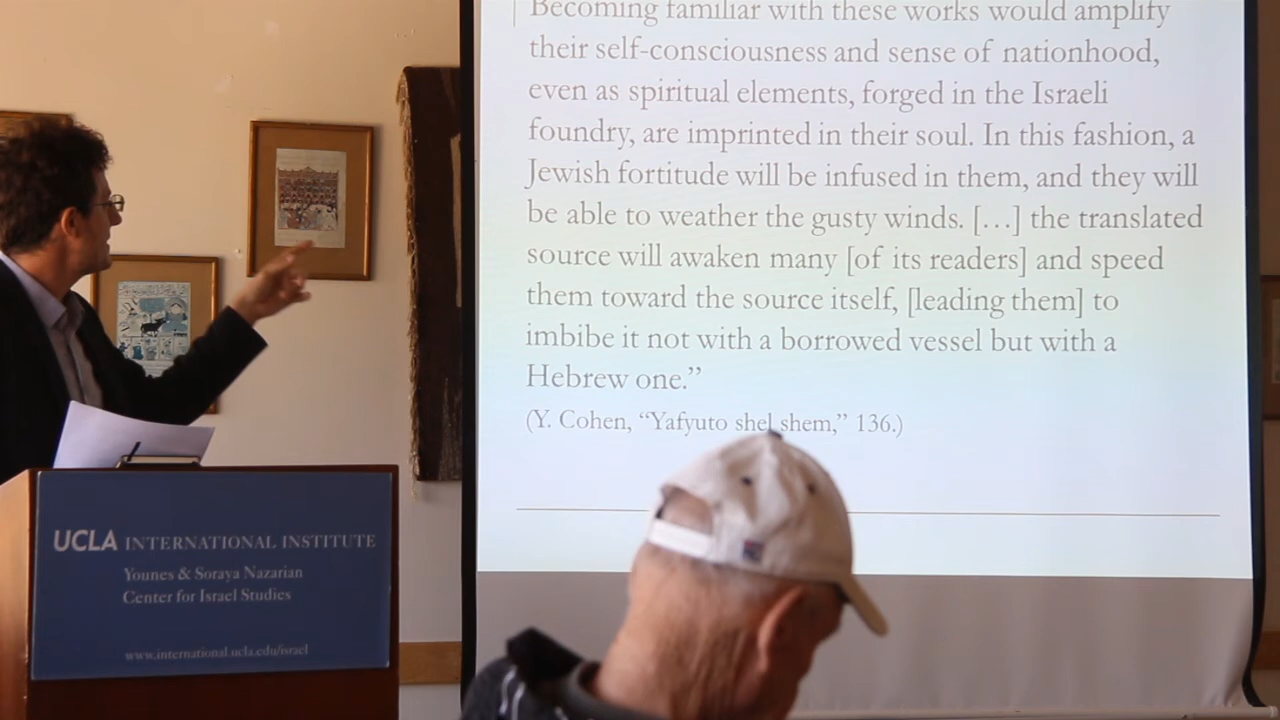 Becoming familiar with these works would amplify
their self-consciousness and sense of nationhood,
even as spiritual elements, forged in the Israeli
foundry, are imprinted in their soul. In this fashion, a
Jewish fortitude will be infused in them, and they will
be able to weather the gusty winds. […] the translated
source will awaken many [of its readers] and speed
them toward the source itself, [leading them] to
imbibe it not with a borrowed vessel but with a
Hebrew one.”
(Y. Cohen, “Yafyuto shel shem,” 136.)
UCLA INTERNATIONAL INSTITUTE
Younes & Soraya Nazarian
Center for Israel Studies
www.international.ucla.edu/israel